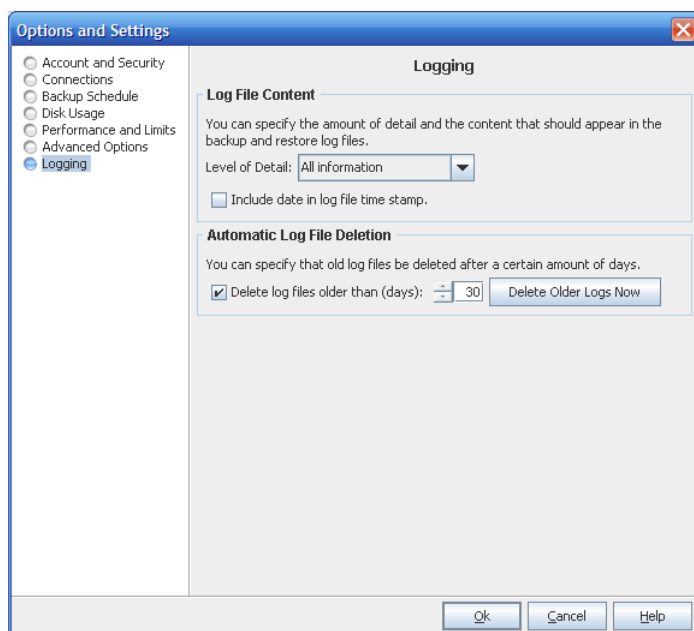 Options and Settings
Account and Security
Connections
Backup Schedule
Disk Usage
Performance and Limits
Advanced Options
Logging
Logging
Log File Content
You can specify the amount of detail and the content that should appear in the
backup and restore log files.
Level of Detail: All information
Include date in log file time stamp.
Automatic Log File Deletion
You can specify that old log files be deleted after a certain amount of days.
Delete log files older than (days): 30 Delete Older Logs Now
Ok Cancel Help